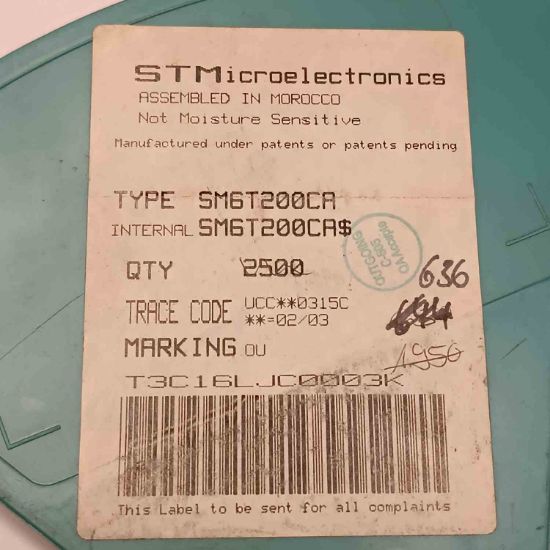 STMicroelectronics
ASSEMBLED IN MOROCCO
Not Moisture Sensitive
Manufactured under patents or patents pending
TYPE SM6T200CA
INTERNAL SM6T200CA$
OUTGOING
QTY 2500
636
TRACE CODE UCC**0315C
**=02/03
MARKING OU
1950
T3C16LJC0003K
This Label to be sent for all complaints